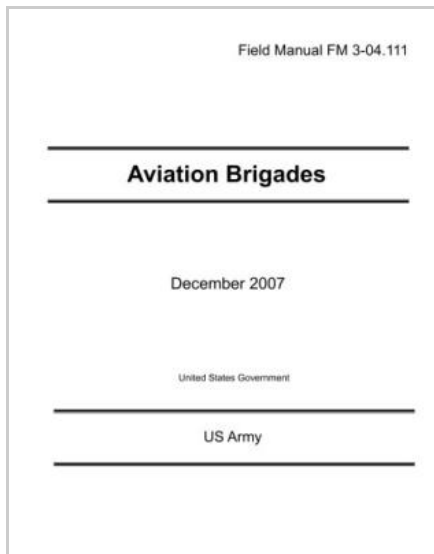 Field Manual FM 3-04.111
Aviation Brigades
December 2007
United States Government
US Army